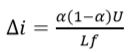 Δi = α(1−α)U / Lf